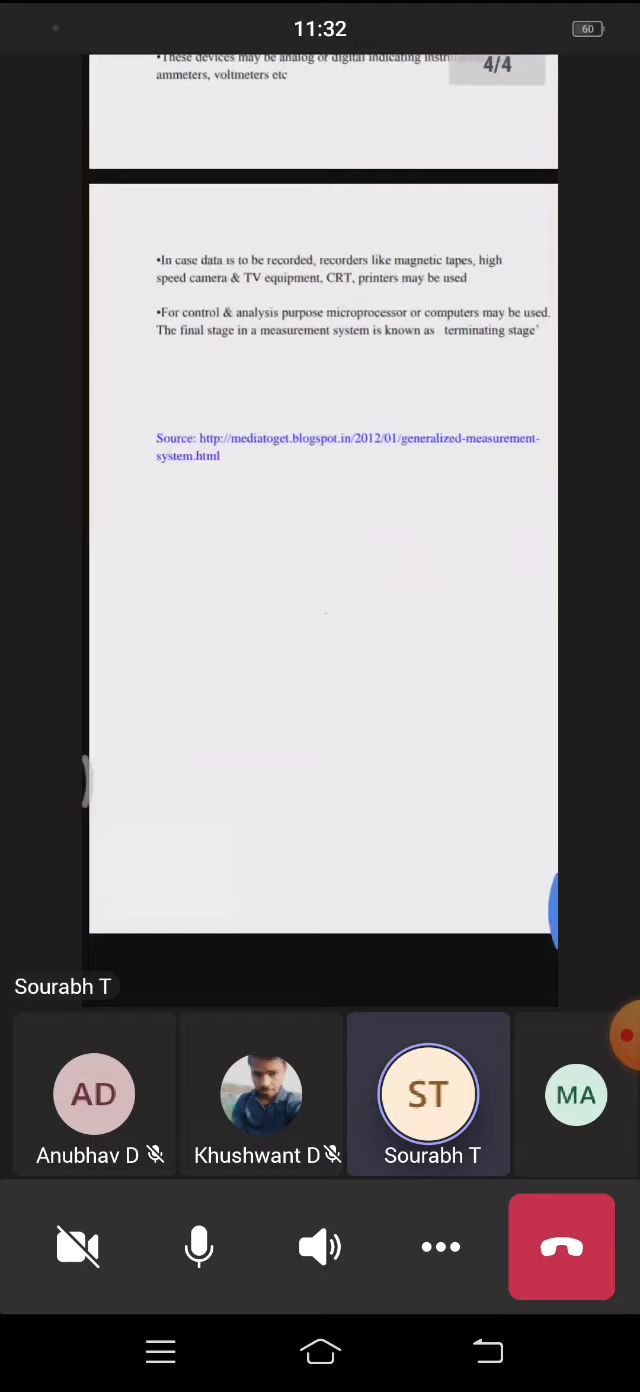 11:32
60
•These devices may be analog or digital indicating
4/4
ammeters, voltmeters etc
•In case data is to be recorded, recorders like magnetic tapes, high
speed camera & TV equipment, CRT, printers may be used
•For control & analysis purpose microprocessor or computers may be used.
The final stage in a measurement system is known as terminating stage’
Source: http://mediatoget.blogspot.in/2012/01/generalized-measurement-
system.html
Sourabh T
AD
ST
MA
Anubhav D
Khushwant D
Sourabh T